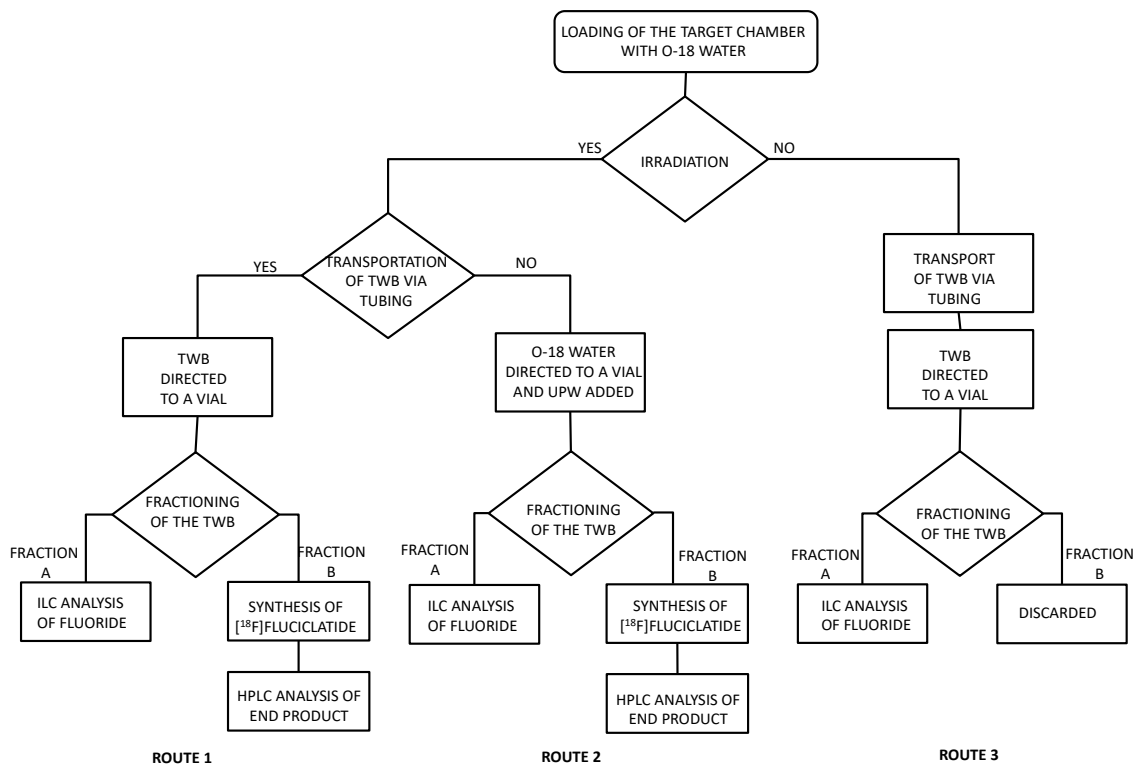 LOADING OF THE TARGET CHAMBER
WITH O-18 WATER
YES
IRRADIATION
NO
YES
TRANSPORTATION
OF TWB VIA
TUBING
NO
TRANSPORT
OF TWB VIA
TUBING
TWB
DIRECTED
TO A VIAL
O-18 WATER
DIRECTED TO A VIAL
AND UPW ADDED
TWB
DIRECTED
TO A VIAL
FRACTIONING
OF THE TWB
FRACTION
A
FRACTION
B
ILC ANALYSIS
OF FLUORIDE
SYNTHESIS OF
[¹⁸F]FLUCICLATIDE
HPLC ANALYSIS OF
END PRODUCT
FRACTIONING
OF THE TWB
FRACTION
A
FRACTION
B
ILC ANALYSIS
OF FLUORIDE
SYNTHESIS OF
[¹⁸F]FLUCICLATIDE
HPLC ANALYSIS OF
END PRODUCT
FRACTIONING
OF THE TWB
FRACTION
A
FRACTION
B
ILC ANALYSIS
OF FLUORIDE
DISCARDED
ROUTE 1
ROUTE 2
ROUTE 3